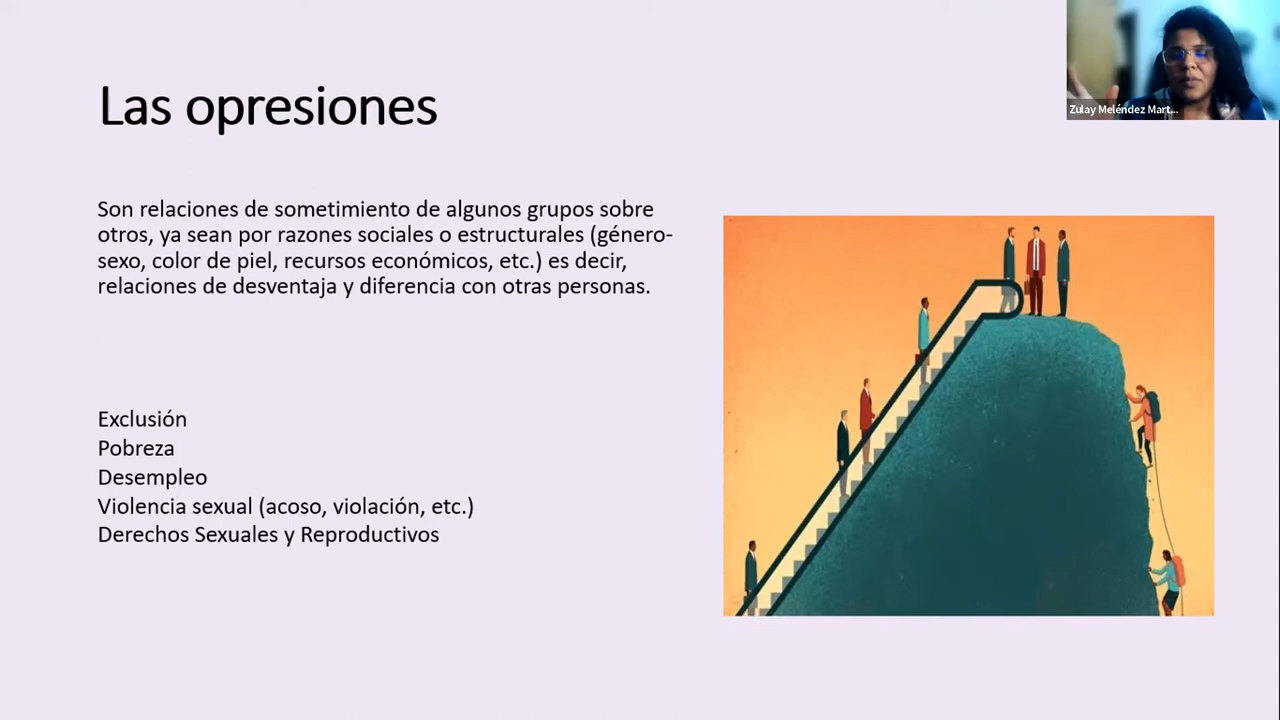 Las opresiones
Zulay Meléndez Mart...
Son relaciones de sometimiento de algunos grupos sobre
otros, ya sean por razones sociales o estructurales (género-
sexo, color de piel, recursos económicos, etc.) es decir,
relaciones de desventaja y diferencia con otras personas.
Exclusión
Pobreza
Desempleo
Violencia sexual (acoso, violación, etc.)
Derechos Sexuales y Reproductivos